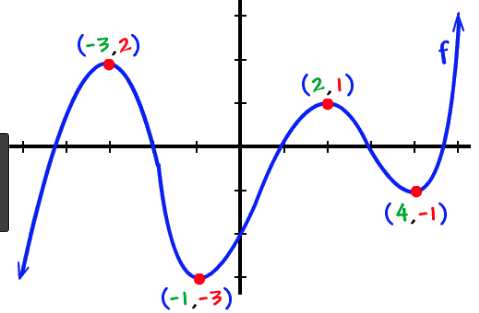 (-3,2)
f
(2,1)
(4,-1)
(-1,-3)